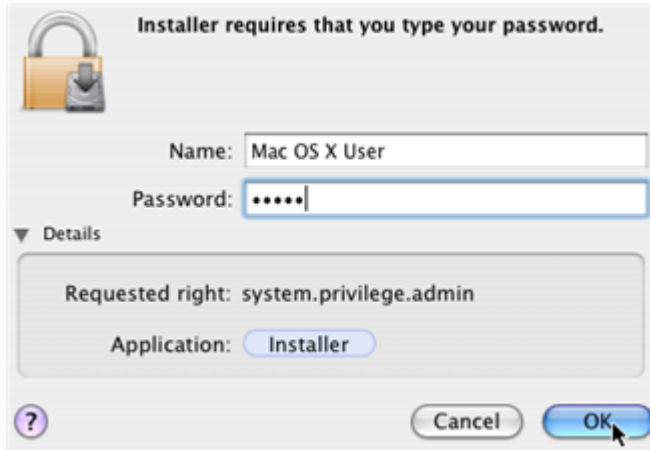 Installer requires that you type your password.
Name: Mac OS X User
Password: •••••
Details
Requested right: system.privilege.admin
Application: Installer
? Cancel OK